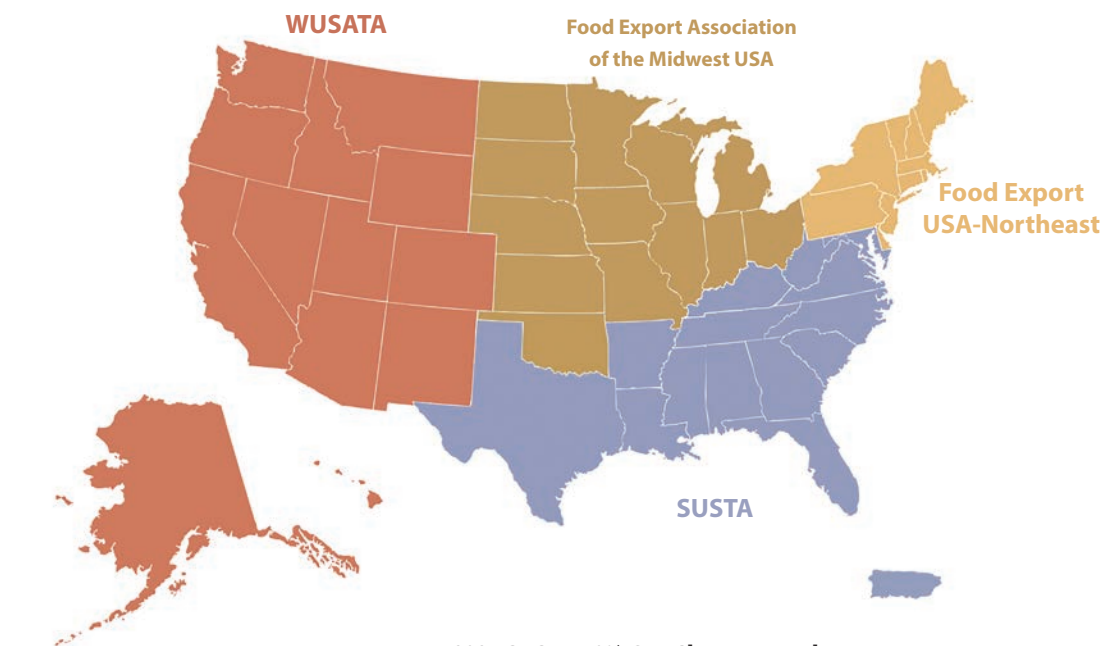 WUSATA
Food Export Association
of the Midwest USA
Food Export
USA-Northeast
SUSTA